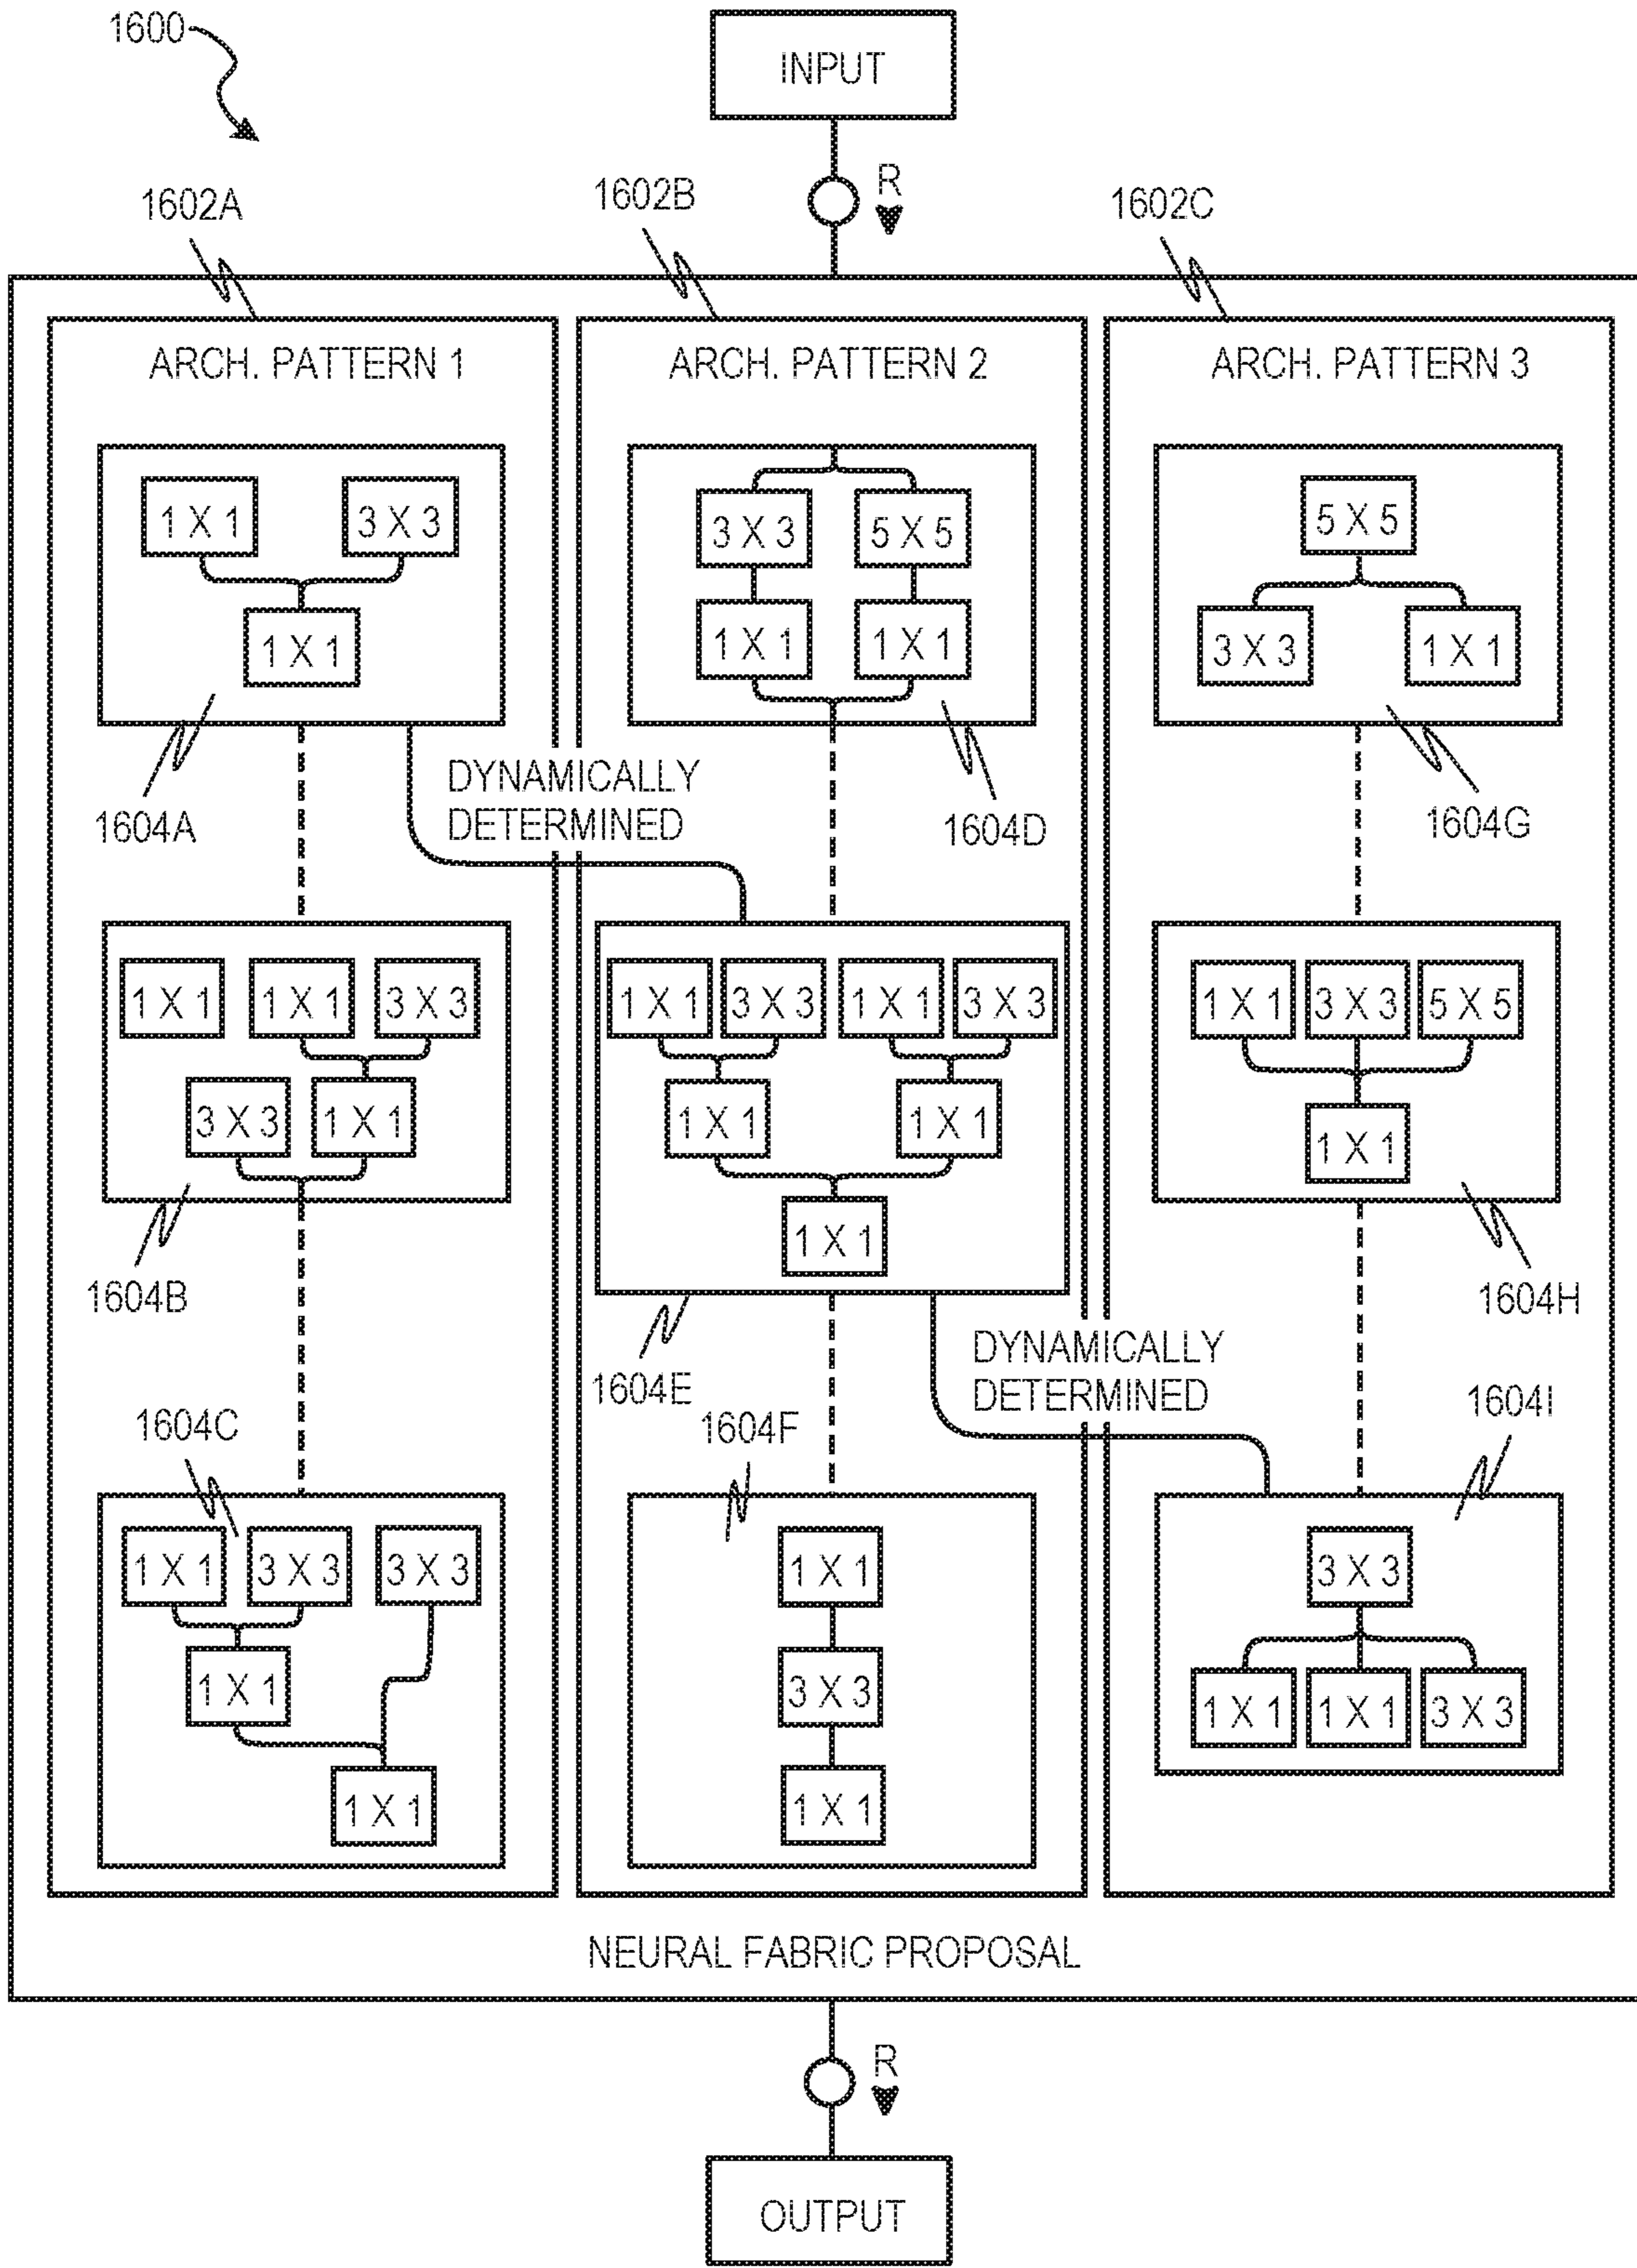 1600
INPUT
R
1602A
1602B
1602C
ARCH. PATTERN 1
ARCH. PATTERN 2
ARCH. PATTERN 3
1 X 1
3 X 3
1 X 1
3 X 3
5 X 5
1 X 1
1 X 1
5 X 5
3 X 3
1 X 1
1604A
DYNAMICALLY
DETERMINED
1604D
1604G
1 X 1
1 X 1
3 X 3
3 X 3
1 X 1
1 X 1
3 X 3
1 X 1
3 X 3
1 X 1
1 X 1
1 X 1
1 X 1
3 X 3
5 X 5
1 X 1
1604B
1604E
DYNAMICALLY
DETERMINED
1604H
1604C
1604F
1604I
1 X 1
3 X 3
3 X 3
1 X 1
1 X 1
1 X 1
3 X 3
1 X 1
3 X 3
1 X 1
1 X 1
3 X 3
NEURAL FABRIC PROPOSAL
R
OUTPUT